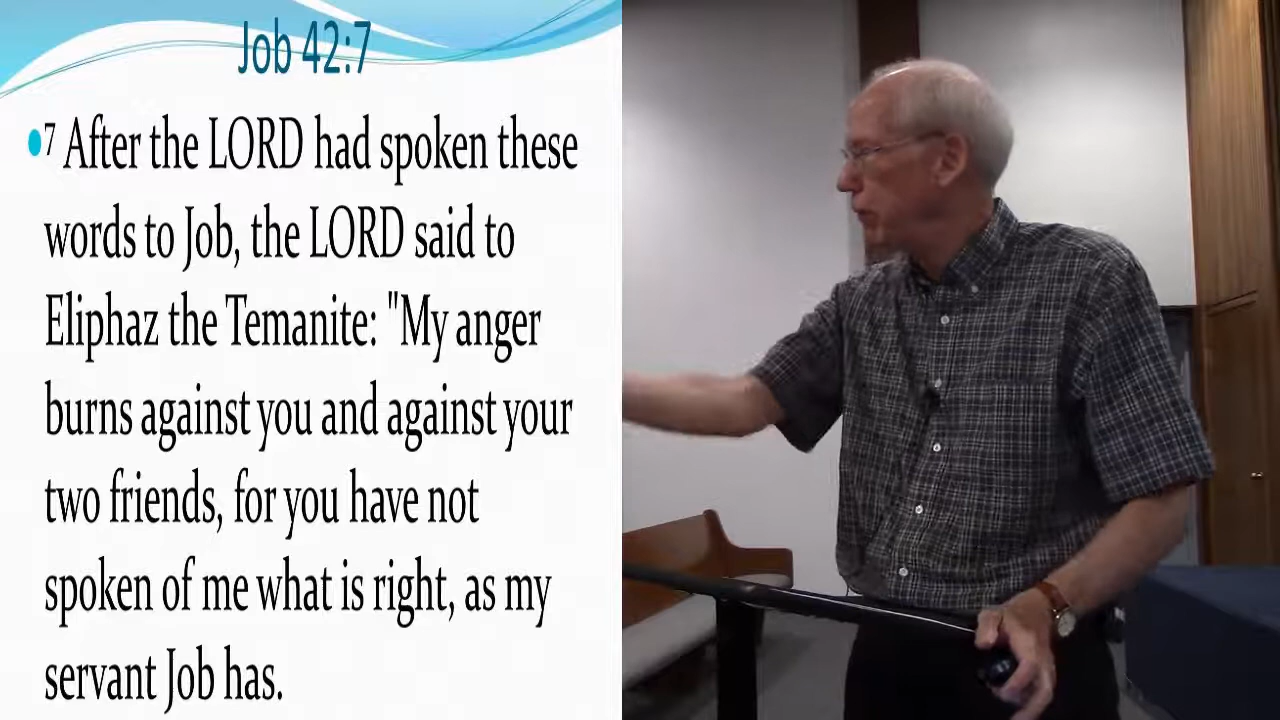 Job 42:7
7 After the LORD had spoken these
words to Job, the LORD said to
Eliphaz the Temanite: "My anger
burns against you and against your
two friends, for you have not
spoken of me what is right, as my
servant Job has.